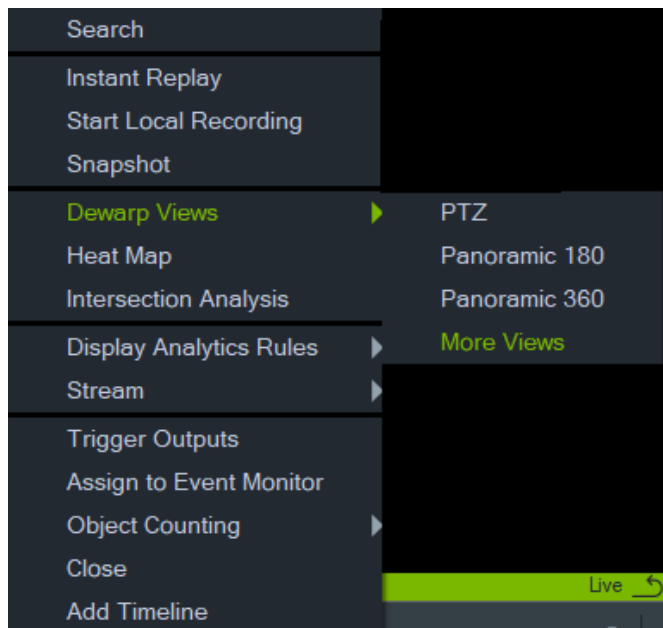 Search
Instant Replay
Start Local Recording
Snapshot
Dewarp Views
Heat Map
Intersection Analysis
Display Analytics Rules
Stream
Trigger Outputs
Assign to Event Monitor
Object Counting
Close
Add Timeline
PTZ
Panoramic 180
Panoramic 360
More Views
Live